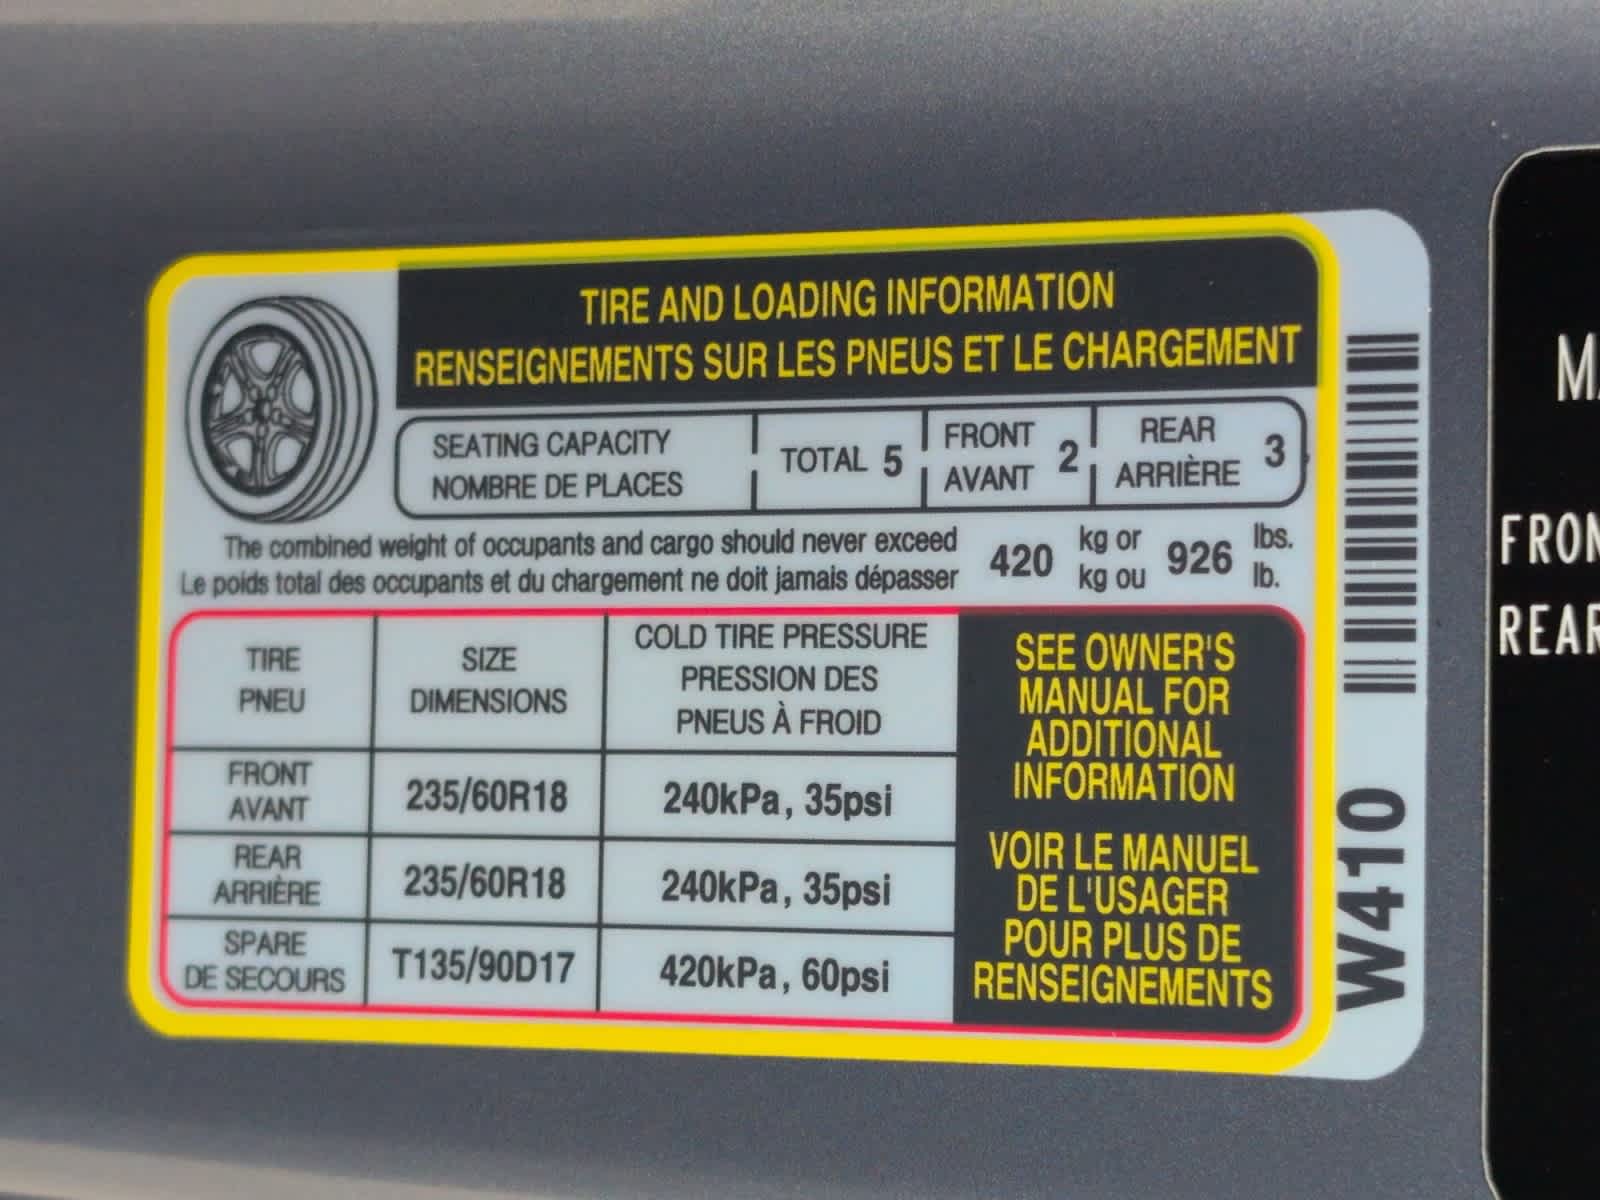 TIRE AND LOADING INFORMATION
RENSEIGNEMENTS SUR LES PNEUS ET LE CHARGEMENT
SEATING CAPACITY
NOMBRE DE PLACES
TOTAL 5
FRONT
AVANT 2
REAR
ARRIÈRE 3
The combined weight of occupants and cargo should never exceed 420 kg or 926 lbs.
Le poids total des occupants et du chargement ne doit jamais dépasser kg ou lb.
TIRE
PNEU
SIZE
DIMENSIONS
COLD TIRE PRESSURE
PRESSION DES
PNEUS À FROID
FRONT
AVANT
235/60R18
240kPa, 35psi
REAR
ARRIÈRE
235/60R18
240kPa, 35psi
SPARE
DE SECOURS
T135/90D17
420kPa, 60psi
SEE OWNER'S
MANUAL FOR
ADDITIONAL
INFORMATION
VOIR LE MANUEL
DE L'USAGER
POUR PLUS DE
RENSEIGNEMENTS
W410
REAR